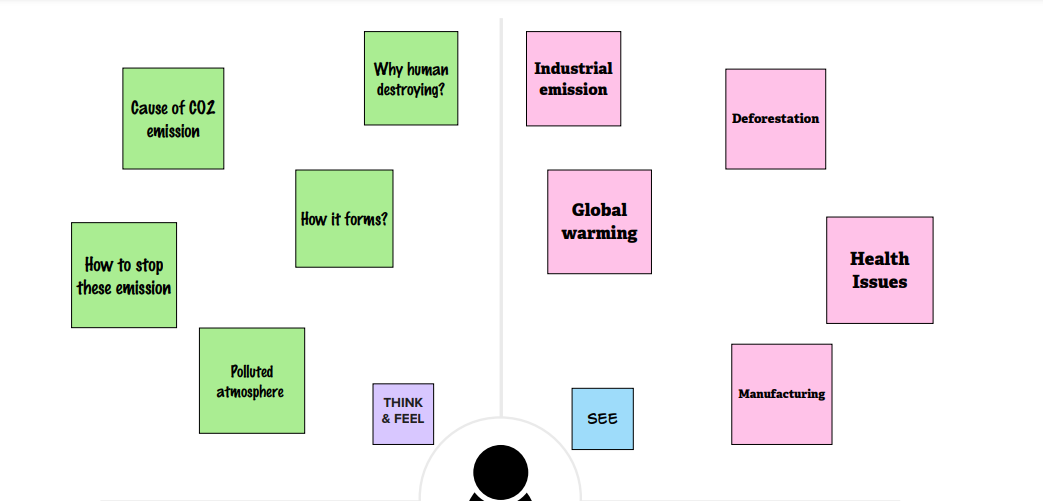 Cause of CO2
emission
Why human
destroying?
How it forms?
How to stop
these emission
Polluted
atmosphere
THINK
& FEEL
Industrial
emission
Deforestation
Global
warming
Health
Issues
Manufacturing
SEE